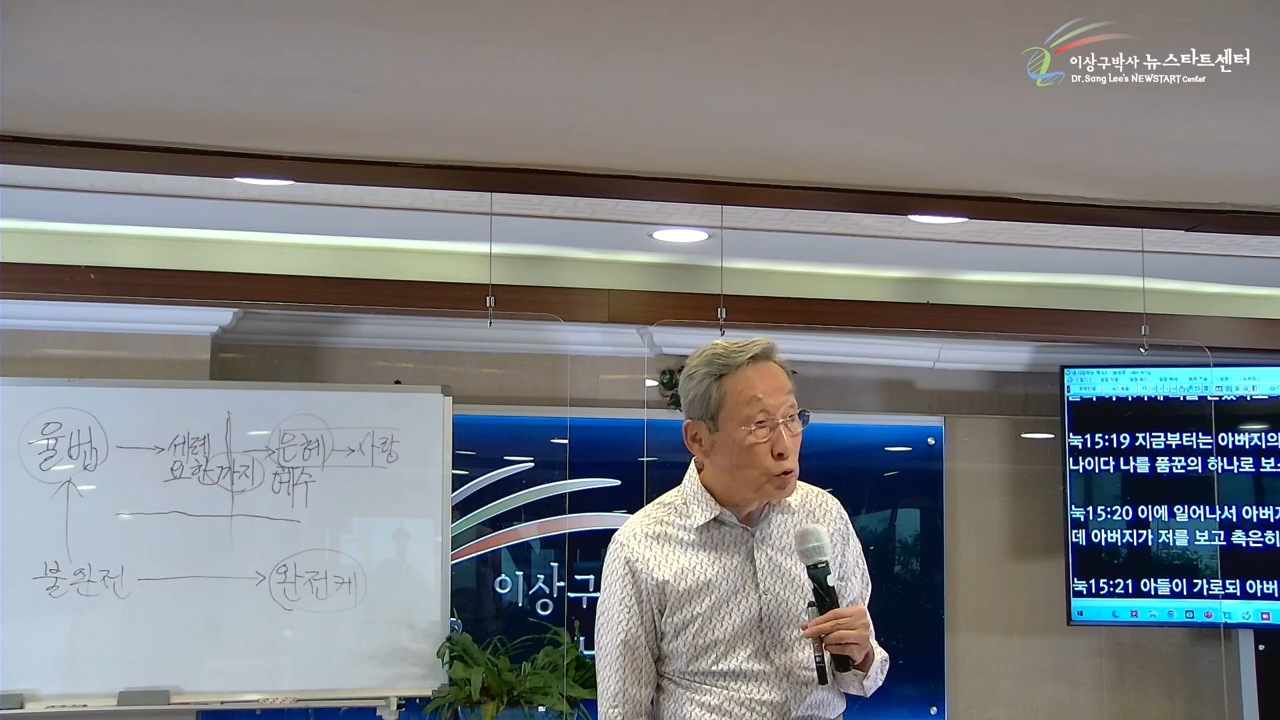 이상구박사 뉴스타트센터
Dr. Sang Lee's NEWSTART Center
율법 → 세례 요한까지 → 은혜 예수 → 사랑
불완전 → 완전케
이상구
눅15:19 지금부터는 아버지의
나이다 나를 품꾼의 하나로 보
눅15:20 이에 일어나서 아버지
데 아버지가 저를 보고 측은히
눅15:21 아들이 가로되 아버